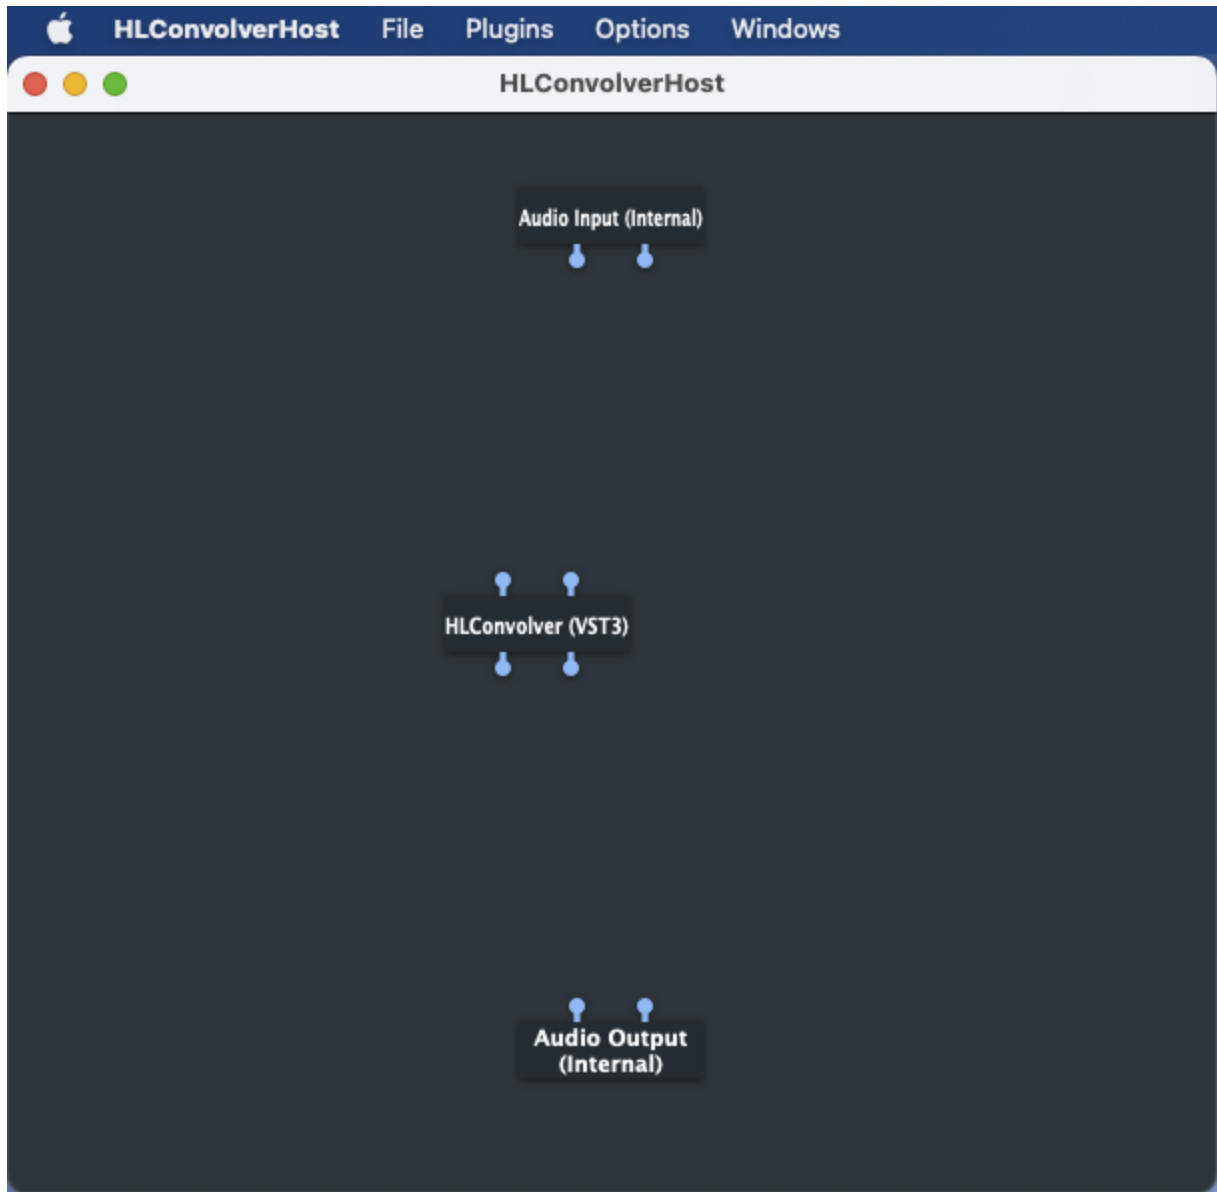 HLConvolverHost File Plugins Options Windows
HLConvolverHost
Audio Input (Internal)
HLConvolver (VST3)
Audio Output
(Internal)